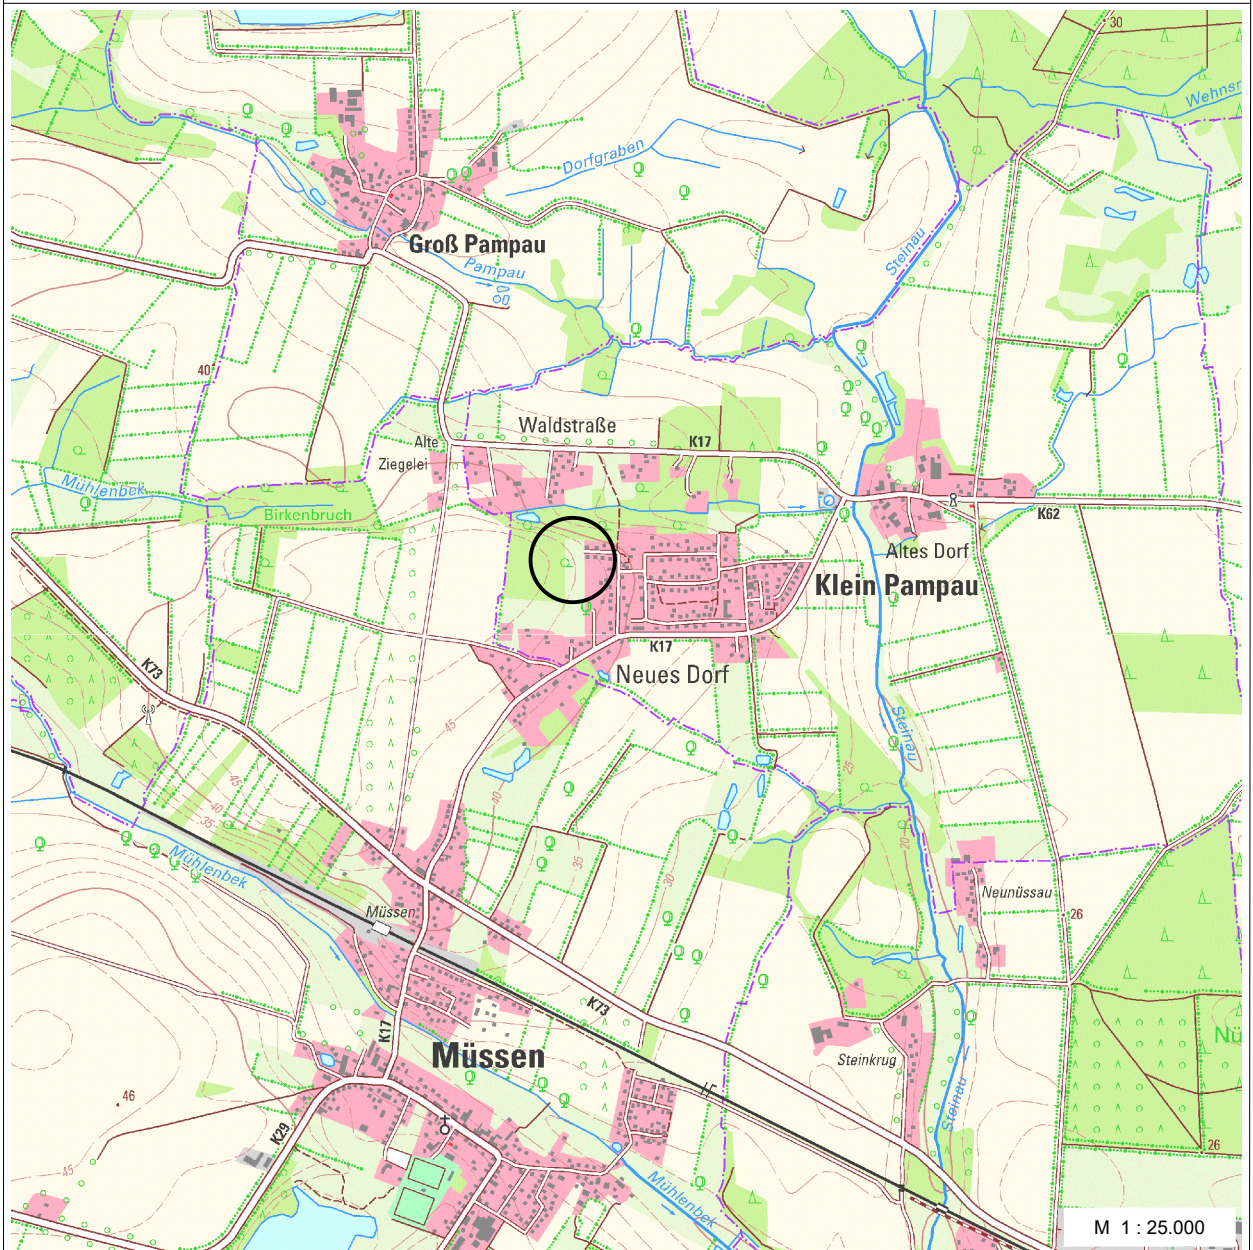 30
Wehnsr
Dorfgraben
Groß Pampau
Pampau
Steinau
40
Waldstraße
Alte
Ziegelei
K17
Mühlenbek
Birkenbruch
K62
Altes Dorf
Klein Pampau
K17
Neues Dorf
K73
45
Steinau
25
45
40
35
40
20
35
30
Mühlenbek
Müssen
Neunüssau
26
K73
K17
Müssen
Steinkrug
Nü
46
K29
Steinau
26
45
Mühlenbek
M 1 : 25.000